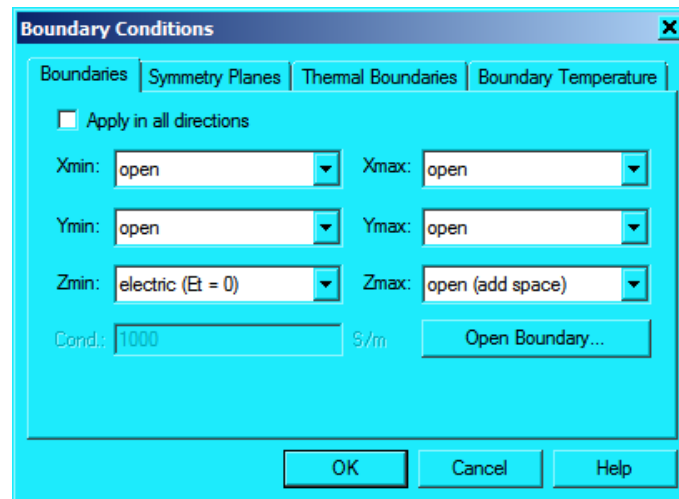 Boundary Conditions
Boundaries Symmetry Planes Thermal Boundaries Boundary Temperature
Apply in all directions
Xmin: open Xmax: open
Ymin: open Ymax: open
Zmin: electric (Et = 0) Zmax: open (add space)
Cond.: 1000 S/m Open Boundary...
OK Cancel Help